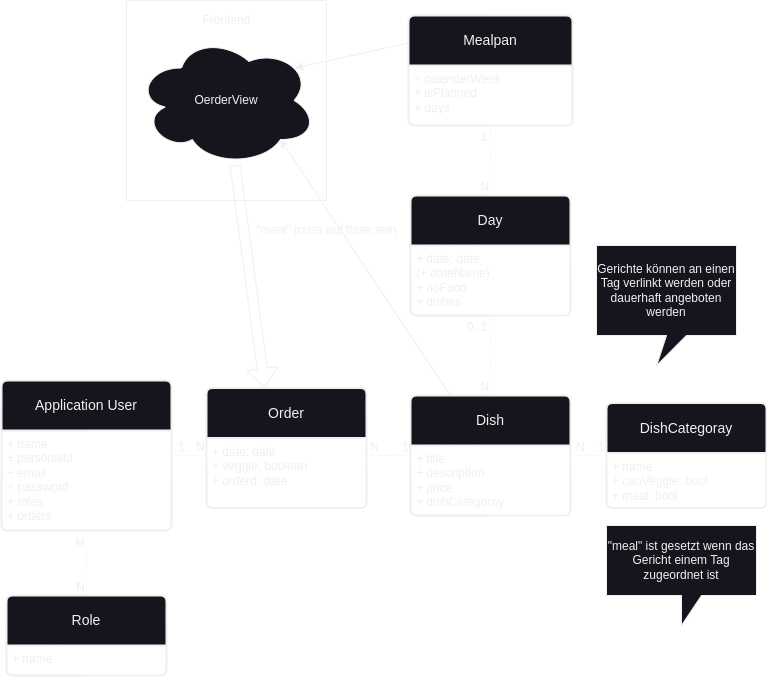 Frontend
OerderView
Mealpan
+ calenderWeek
+ isPlanned
+ days
1
N
"meal" muss auf flase sein
Day
+ date: date
(+ dateName)
+ noFood
+ dishes
Gerichte können an einen
Tag verlinkt werden oder
dauerhaft angeboten
werden
0..1
N
Application User
+ name
+ personalid
+ email
+ password
+ roles
+ orders
1
N
Order
+ date: date
+ veggie: boolean
+ orderd: date
N
1
Dish
+ title
+ description
+ price
+ dishCategoray
N
1
DishCategoray
+ name
+ canVeggie: bool
+ meal: bool
"meal" ist gesetzt wenn das
Gericht einem Tag
zugeordnet ist
M
N
Role
+ name